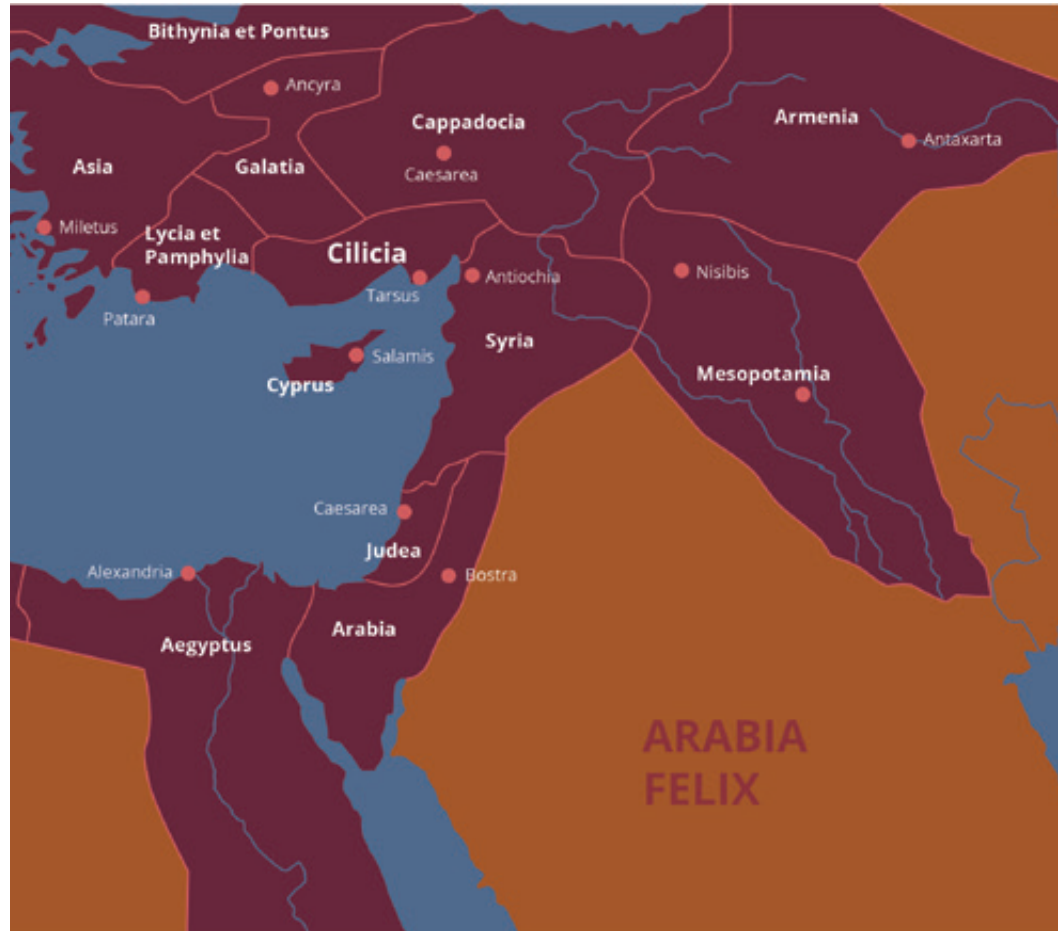 Bithynia et Pontus
Ancyra
Cappadocia
Armenia
Antaxarta
Asia
Galatia
Caesarea
Miletus
Lycia et
Pamphylia
Cilicia
Nisibis
Antiochia
Tarsus
Patara
Syria
Salamis
Cyprus
Mesopotamia
Caesarea
Judea
Alexandria
Bostra
Arabia
Aegyptus
ARABIA
FELIX